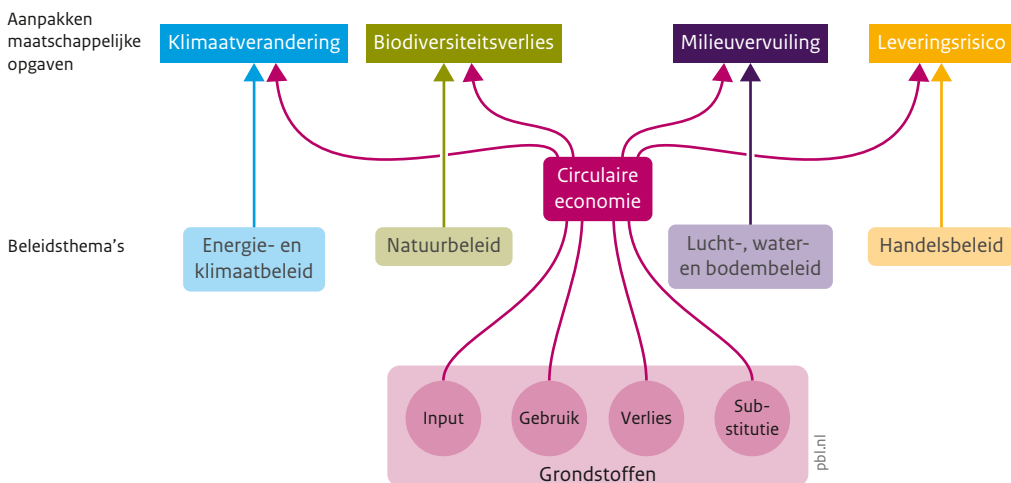 Aanpakken
maatschappelijke
opgaven
Klimaatverandering
Biodiversiteitsverlies
Milieuvervuiling
Leveringsrisico
Circulaire
economie
Beleidsthema's
Energie- en
klimaatbeleid
Natuurbeleid
Lucht-, water-
en bodembeleid
Handelsbeleid
Input
Gebruik
Verlies
Sub-
stitutie
Grondstoffen
pbl.nl